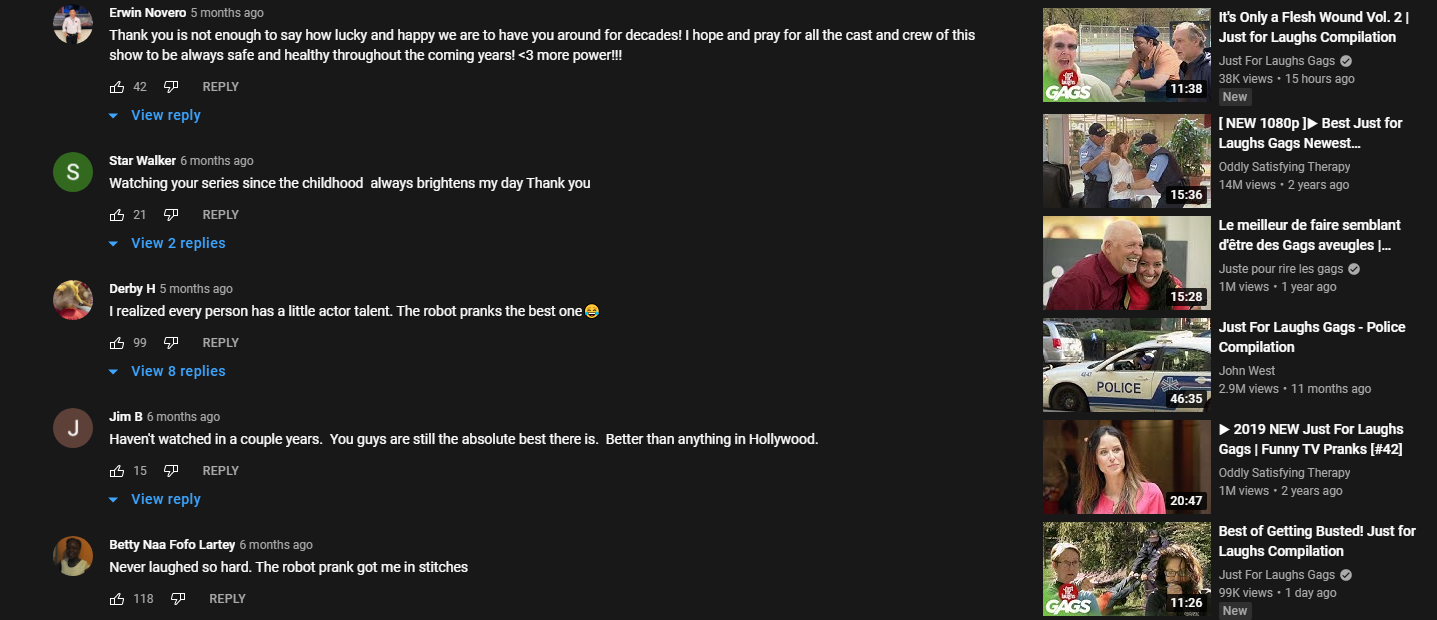 Erwin Novero 5 months ago
Thank you is not enough to say how lucky and happy we are to have you around for decades! I hope and pray for all the cast and crew of this
show to be always safe and healthy throughout the coming years! <3 more power!!!
42 REPLY
View reply
S
Star Walker 6 months ago
Watching your series since the childhood  always brightens my day Thank you
21 REPLY
View 2 replies
Derby H 5 months ago
I realized every person has a little actor talent. The robot pranks the best one😂
99 REPLY
View 8 replies
J
Jim B 6 months ago
Haven't watched in a couple years.  You guys are still the absolute best there is.  Better than anything in Hollywood.
15 REPLY
View reply
Betty Naa Fofo Lartey 6 months ago
Never laughed so hard. The robot prank got me in stitches
118 REPLY
just for laughs
GAGS
11:38
It's Only a Flesh Wound Vol. 2 |
Just for Laughs Compilation
Just For Laughs Gags
38K views • 15 hours ago
New
15:36
[ NEW 1080p ]► Best Just for
Laughs Gags Newest...
Oddly Satisfying Therapy
14M views • 2 years ago
15:28
Le meilleur de faire semblant
d'être des Gags aveugles |...
Juste pour rire les gags
1M views • 1 year ago
POLICE
46:35
Just For Laughs Gags - Police
Compilation
John West
2.9M views • 11 months ago
20:47
► 2019 NEW Just For Laughs
Gags | Funny TV Pranks [#42]
Oddly Satisfying Therapy
1M views • 2 years ago
just for laughs
GAGS
11:26
Best of Getting Busted! Just for
Laughs Compilation
Just For Laughs Gags
99K views • 1 day ago
New